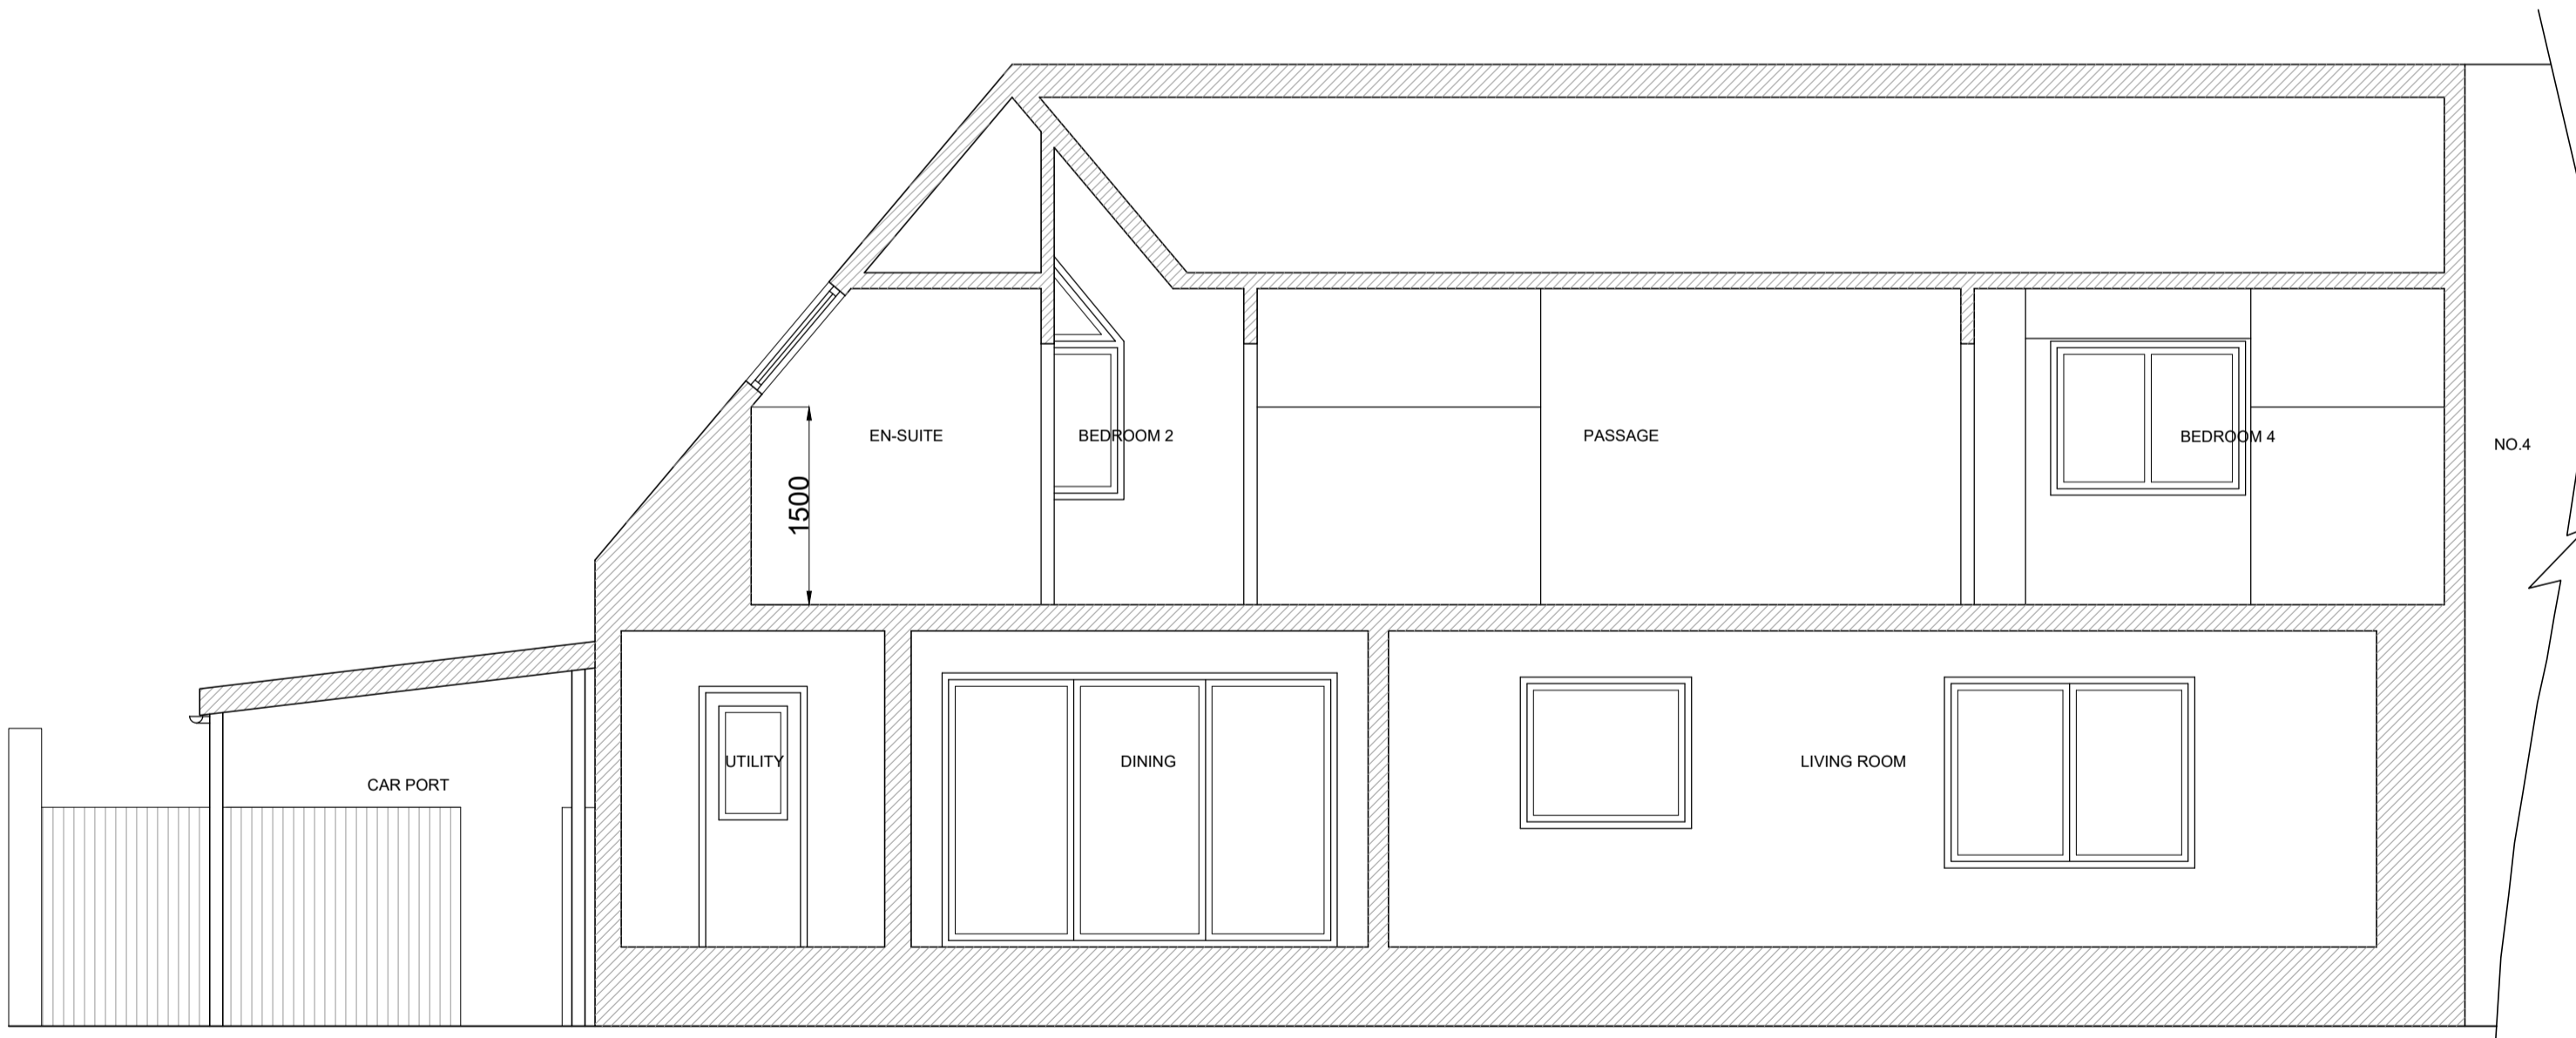 EN-SUITE
BEDROOM 2
PASSAGE
BEDROOM 4
NO.4
1500
UTILITY
DINING
LIVING ROOM
CAR PORT